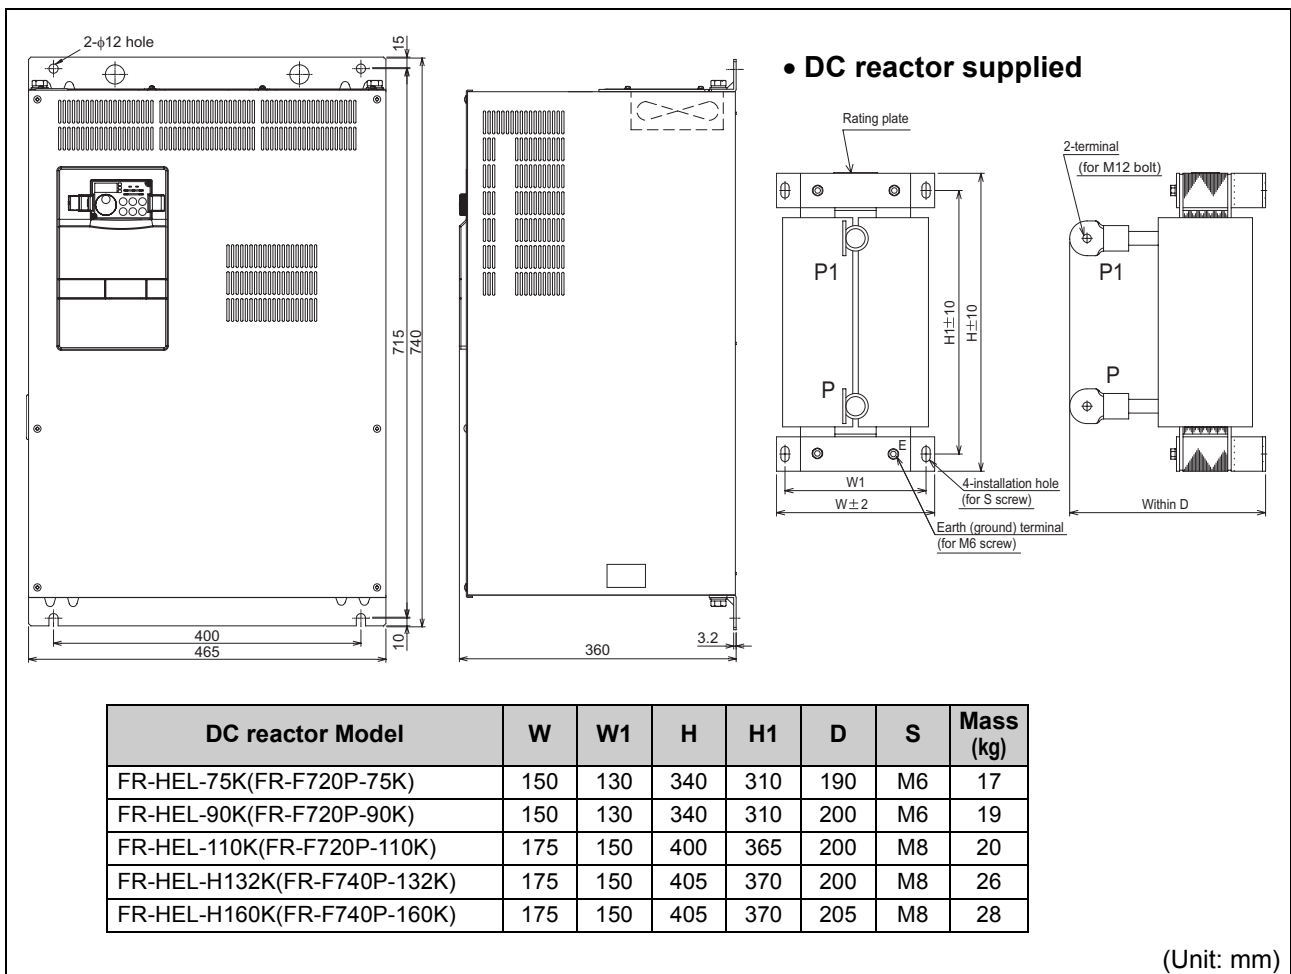 2-ϕ12 hole
15
715
740
10
400
465
360
3.2
• DC reactor supplied
Rating plate
P1
P
E
H1±10
H±10
W1
W±2
4-installation hole
(for S screw)
Earth (ground) terminal
(for M6 screw)
2-terminal
(for M12 bolt)
P1
P
Within D
DC reactor Model W W1 H H1 D S Mass (kg)
FR-HEL-75K(FR-F720P-75K) 150 130 340 310 190 M6 17
FR-HEL-90K(FR-F720P-90K) 150 130 340 310 200 M6 19
FR-HEL-110K(FR-F720P-110K) 175 150 400 365 200 M8 20
FR-HEL-H132K(FR-F740P-132K) 175 150 405 370 200 M8 26
FR-HEL-H160K(FR-F740P-160K) 175 150 405 370 205 M8 28
(Unit: mm)